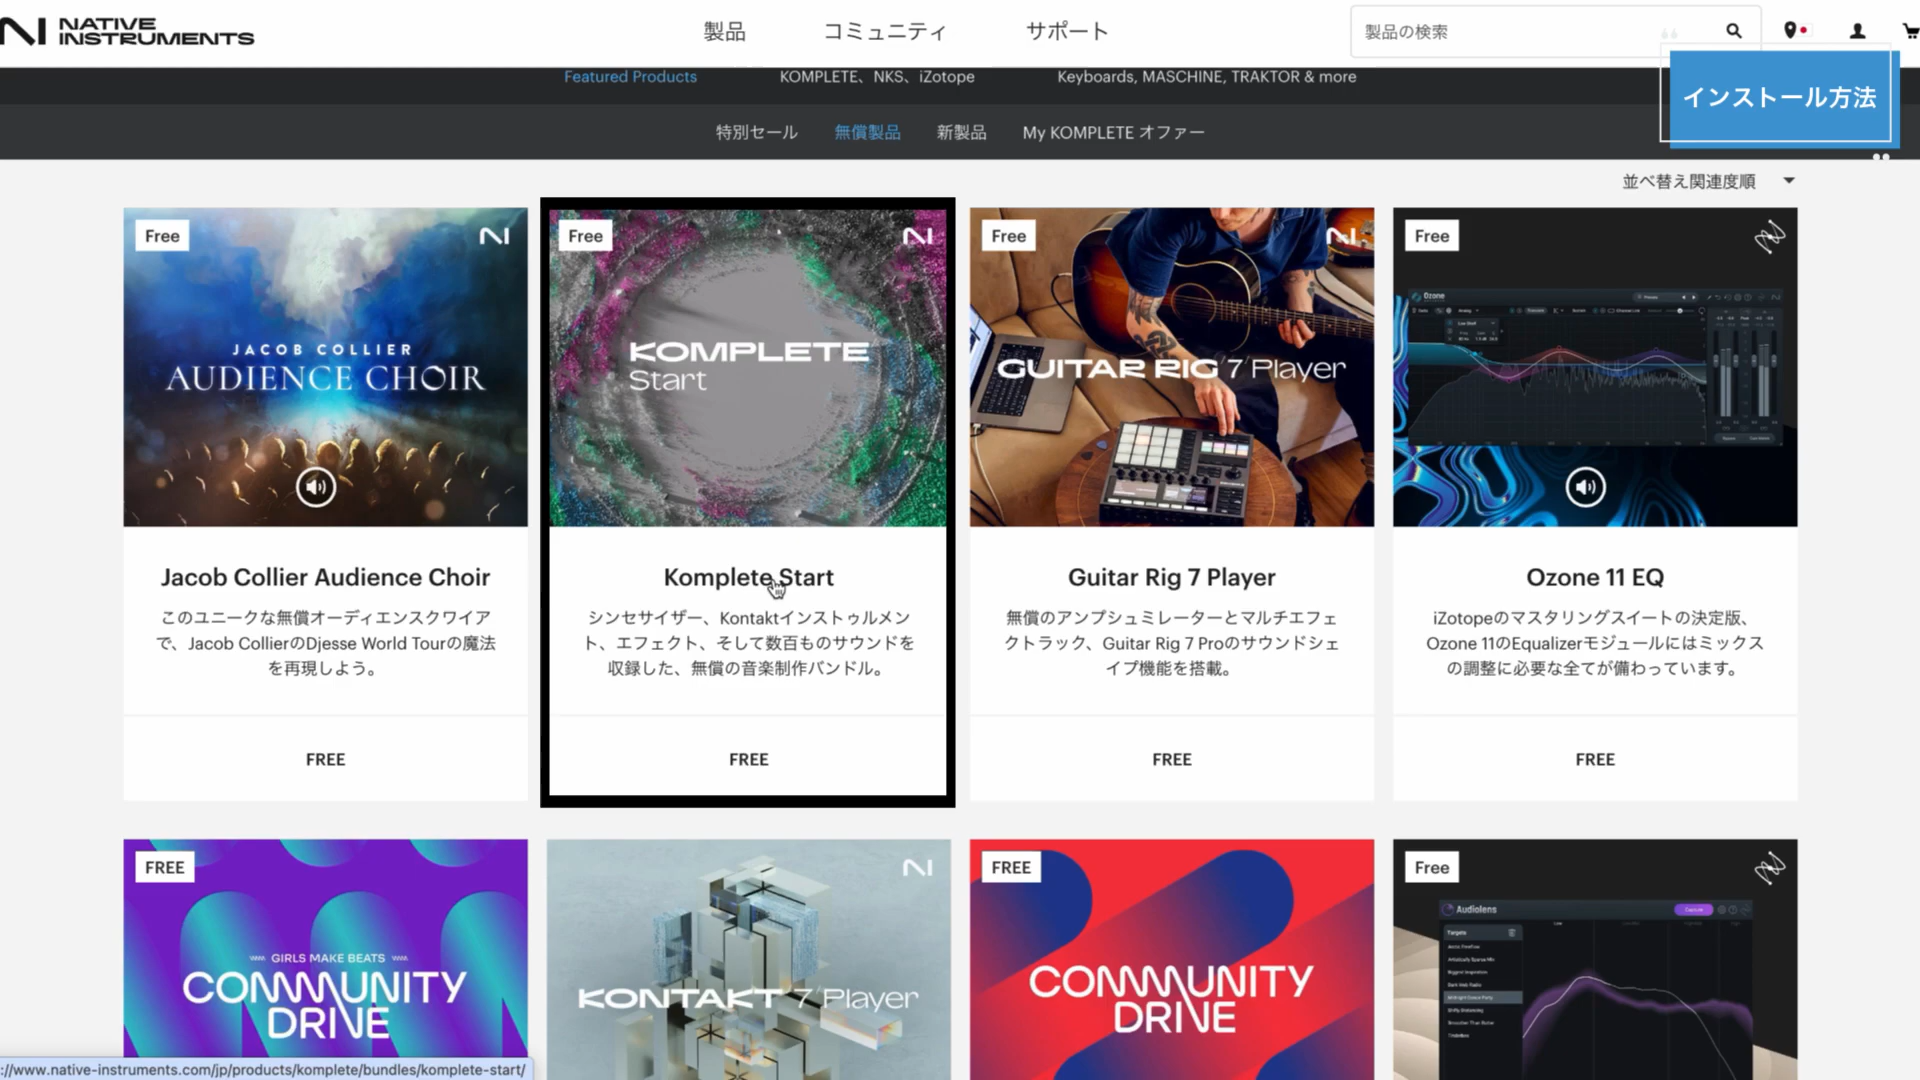 NATIVE
INSTRUMENTS
製品
コミュニティ
サポート
製品の検索
Featured Products
KOMPLETE、NKS、iZotope
Keyboards, MASCHINE, TRAKTOR & more
インストール方法
特別セール
無償製品
新製品
My KOMPLETE オファー
並べ替え関連度順
Free
JACOB COLLIER
AUDIENCE CHOIR
Free
KOMPLETE
Start
Free
GUITAR RIG 7 Player
Free
Ozone
Jacob Collier Audience Choir
このユニークな無償オーディエンスクワイア
で、Jacob CollierのDjesse World Tourの魔法
を再現しよう。
FREE
Komplete Start
シンセサイザー、Kontaktインストゥルメン
ト、エフェクト、そして数百ものサウンドを
収録した、無償の音楽制作バンドル。
FREE
Guitar Rig 7 Player
無償のアンプシュミレーターとマルチエフェ
クトラック、Guitar Rig 7 Proのサウンドシェ
イプ機能を搭載。
FREE
Ozone 11 EQ
iZotopeのマスタリングスイートの決定版、
Ozone 11のEqualizerモジュールにはミックス
の調整に必要な全てが備わっています。
FREE
FREE
GIRLS MAKE BEATS
COMMUNITY
DRIVE
KONTAKT 7 Player
FREE
COMMUNITY
DRIVE
Free
Audiolens
Capture
Targets
://www.native-instruments.com/jp/products/komplete/bundles/komplete-start/